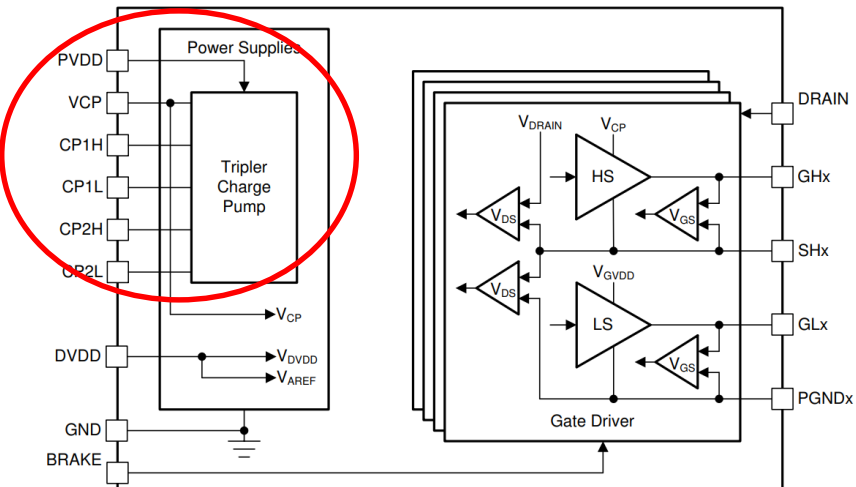 Power Supplies
PVDD
VCP
CP1H
CP1L
CP2H
CP2L
Tripler
Charge
Pump
VCP
DVDD
VDVDD
VAREF
GND
BRAKE
DRAIN
VDRAIN
VCP
HS
GHx
VDS
VGS
SHx
VDS
VGVDD
LS
GLx
VGS
PGNDx
Gate Driver